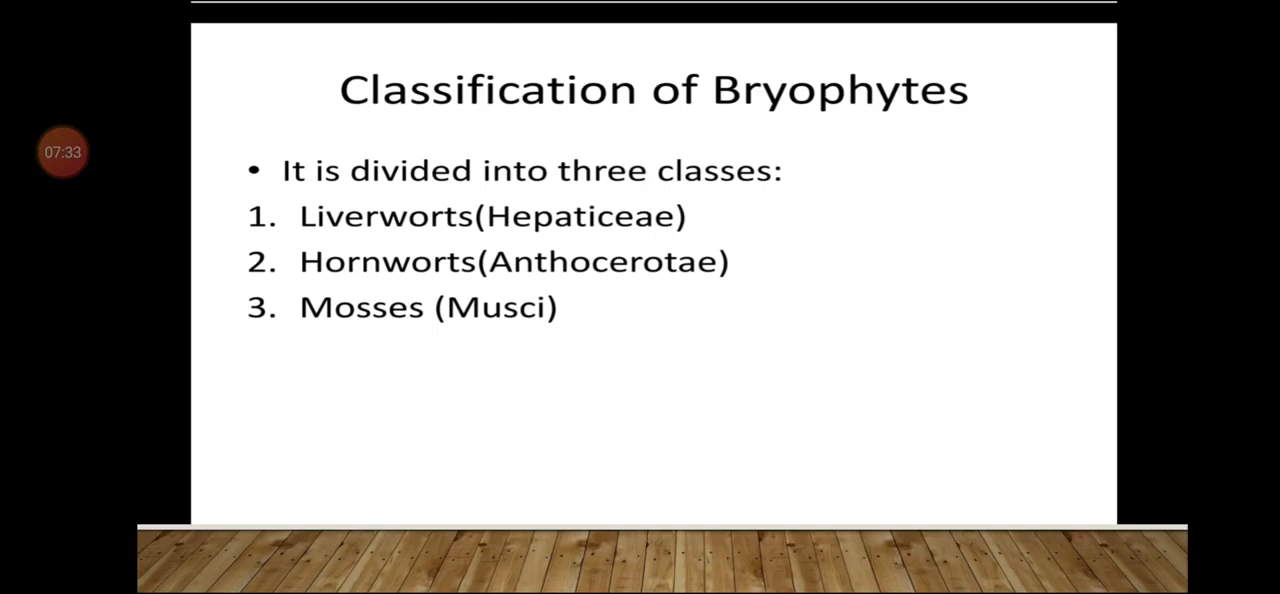 Classification of Bryophytes
07:33
• It is divided into three classes:
1. Liverworts(Hepaticeae)
2. Hornworts(Anthocerotae)
3. Mosses (Musci)